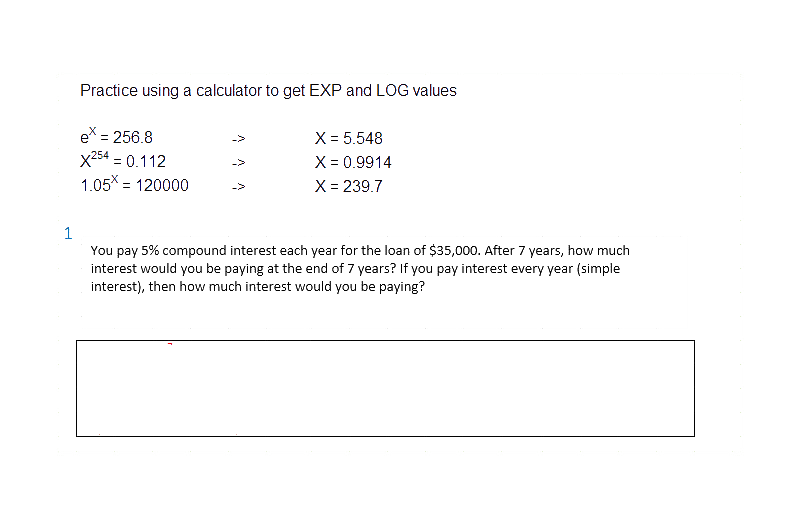 Practice using a calculator to get EXP and LOG values
e^X = 256.8 -> X = 5.548
X^254 = 0.112 -> X = 0.9914
1.05^X = 120000 -> X = 239.7
1
You pay 5% compound interest each year for the loan of $35,000. After 7 years, how much
interest would you be paying at the end of 7 years? If you pay interest every year (simple
interest), then how much interest would you be paying?